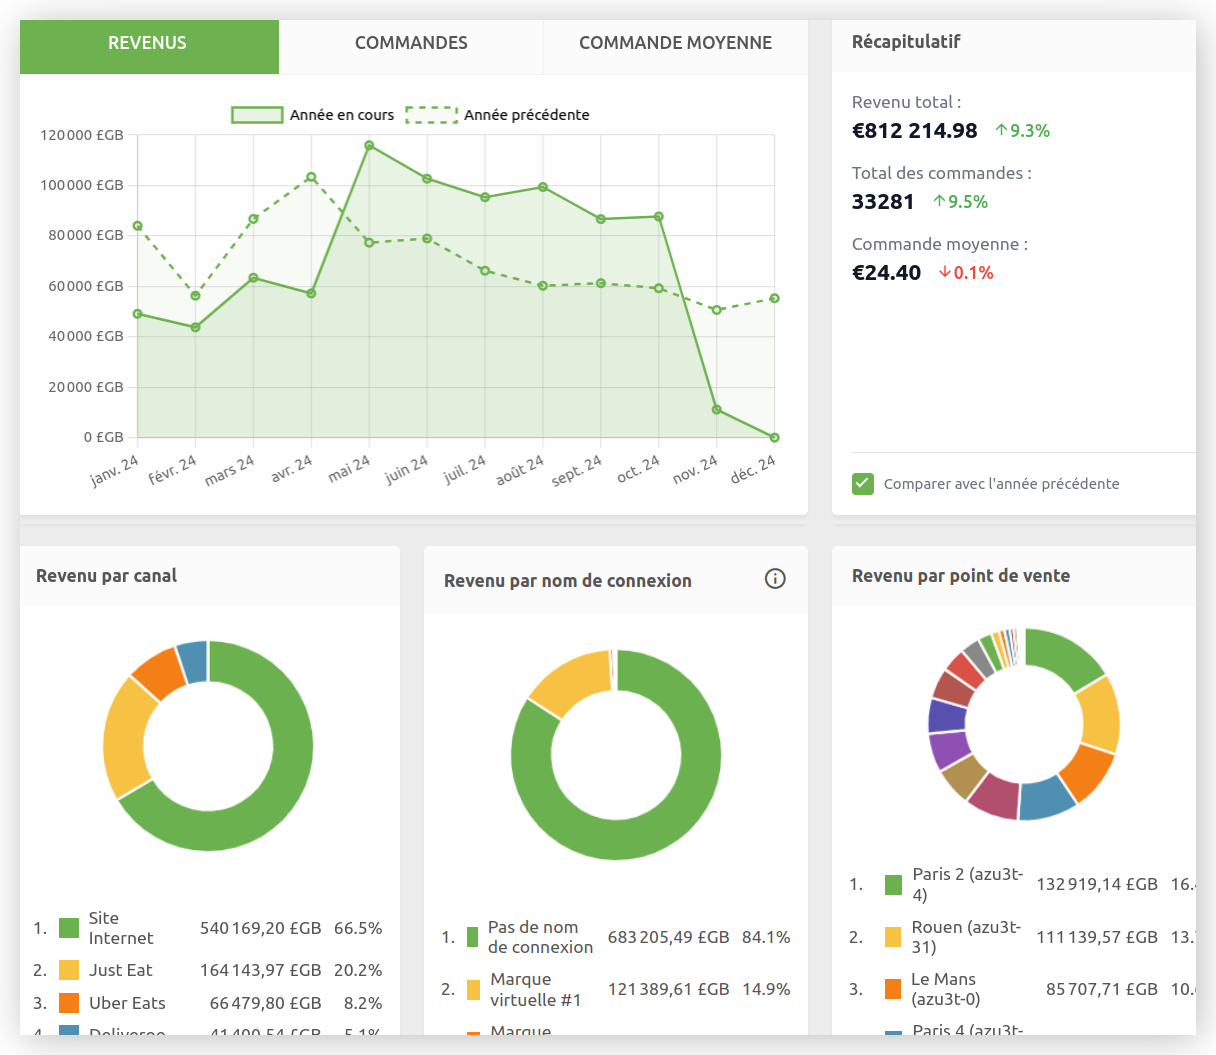 REVENUS
COMMANDES
COMMANDE MOYENNE
Année en cours
Année précédente
120 000 £GB
100 000 £GB
80 000 £GB
60 000 £GB
40 000 £GB
20 000 £GB
0 £GB
janv. 24
févr. 24
mars 24
avr. 24
mai 24
juin 24
juil. 24
août 24
sept. 24
oct. 24
nov. 24
déc. 24
Récapitulatif
Revenu total :
€812 214.98 ↑9.3%
Total des commandes :
33281 ↑9.5%
Commande moyenne :
€24.40 ↓0.1%
Comparer avec l'année précédente
Revenu par canal
1. Site Internet 540 169,20 £GB 66.5%
2. Just Eat 164 143,97 £GB 20.2%
3. Uber Eats 66 479,80 £GB 8.2%
4. Deliveroo 41 400,54 £GB 5.1%
Revenu par nom de connexion
1. Pas de nom de connexion 683 205,49 £GB 84.1%
2. Marque virtuelle #1 121 389,61 £GB 14.9%
Marque
Revenu par point de vente
1. Paris 2 (azu3t-4) 132 919,14 £GB 16.
2. Rouen (azu3t-31) 111 139,57 £GB 13.
3. Le Mans (azu3t-0) 85 707,71 £GB 10.
Paris 4 (azu3t-